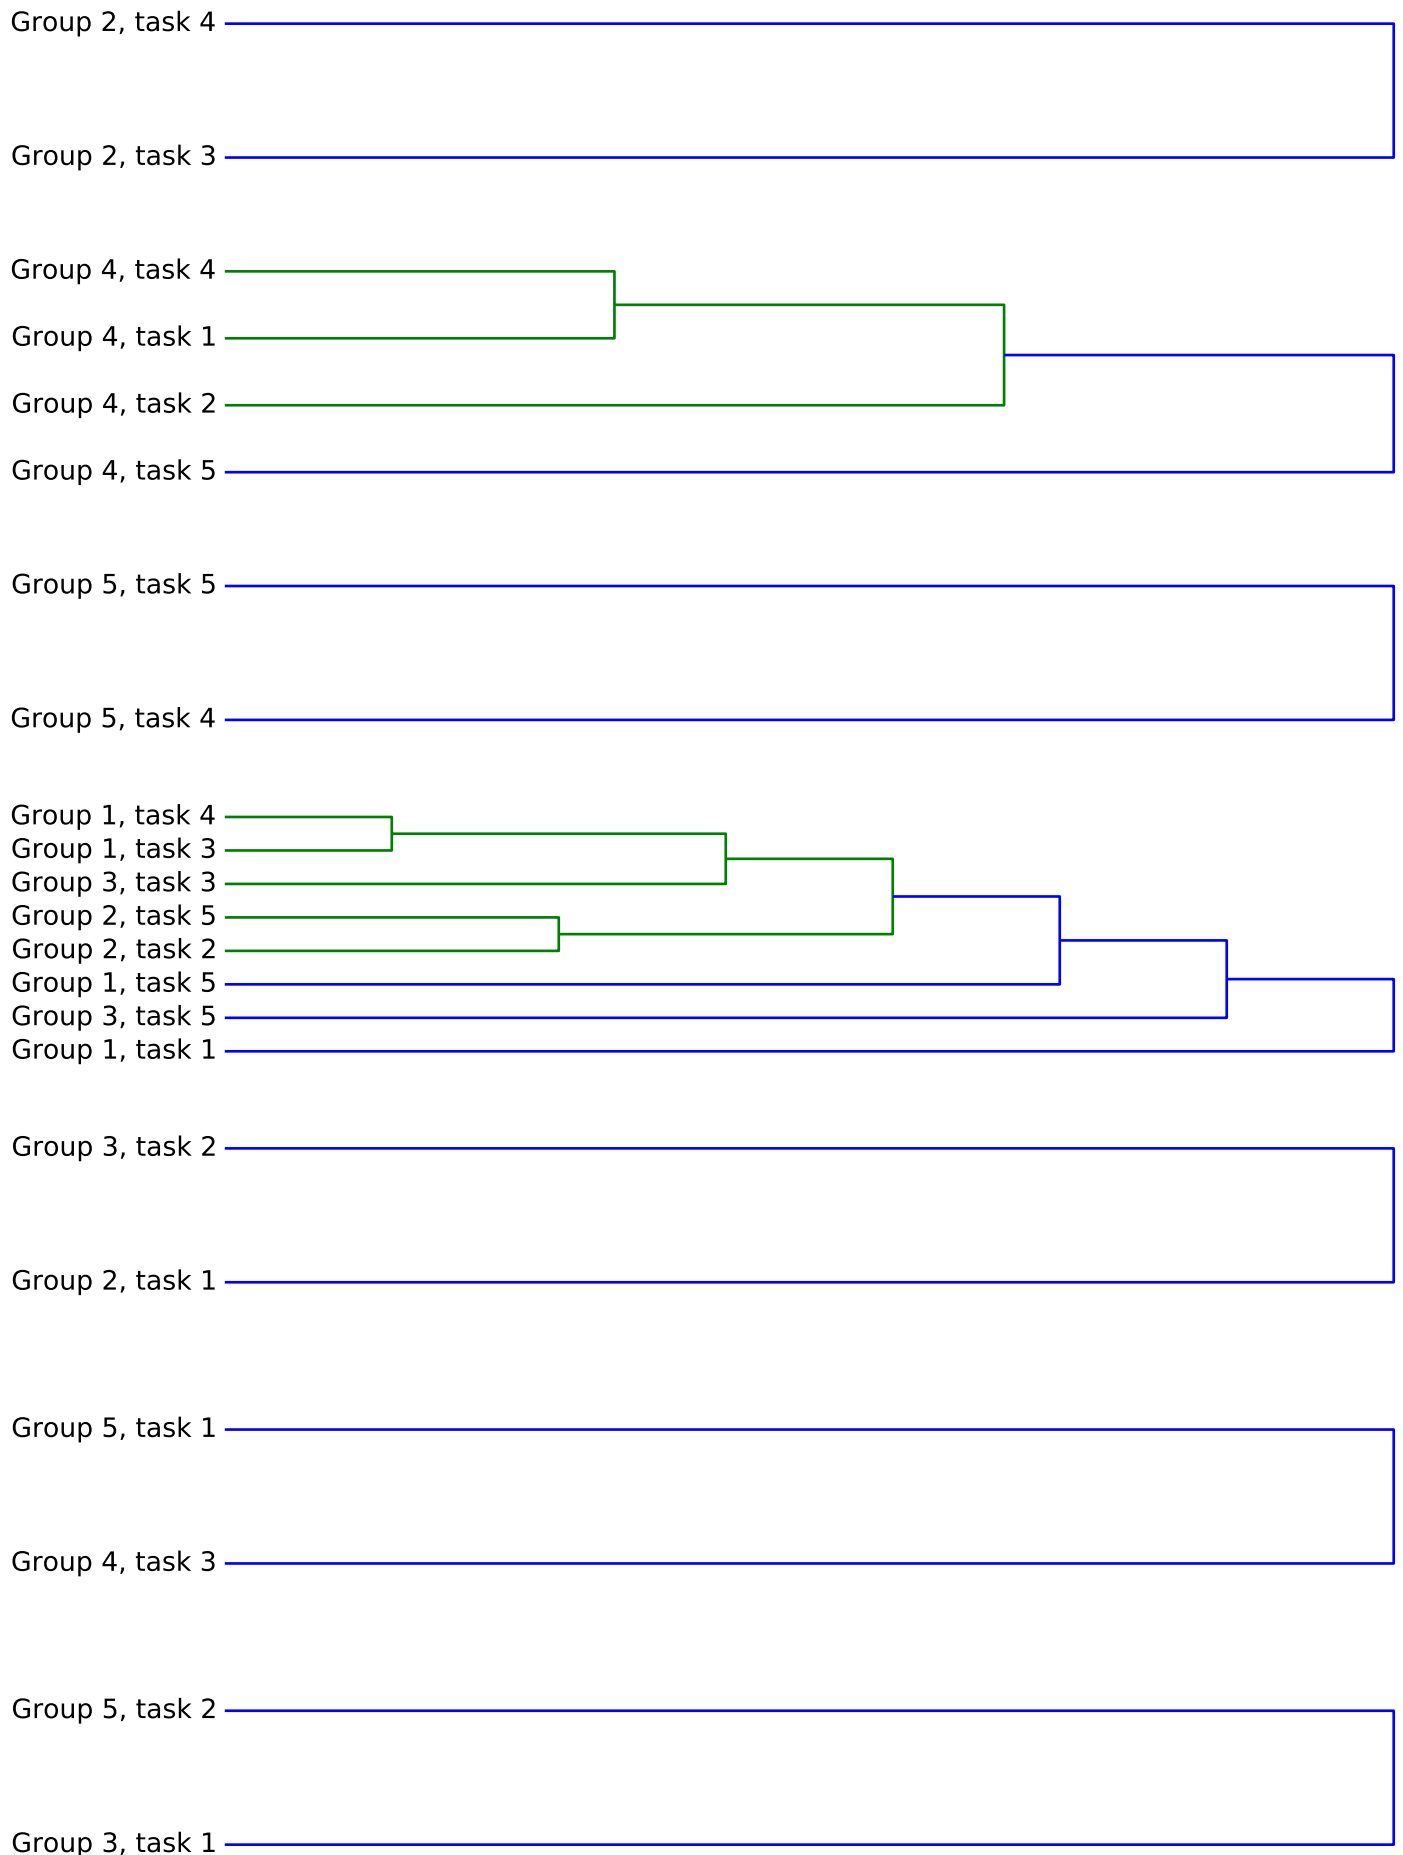 Group 2, task 4
Group 2, task 3
Group 4, task 4
Group 4, task 1
Group 4, task 2
Group 4, task 5
Group 5, task 5
Group 5, task 4
Group 1, task 4
Group 1, task 3
Group 3, task 3
Group 2, task 5
Group 2, task 2
Group 1, task 5
Group 3, task 5
Group 1, task 1
Group 3, task 2
Group 2, task 1
Group 5, task 1
Group 4, task 3
Group 5, task 2
Group 3, task 1